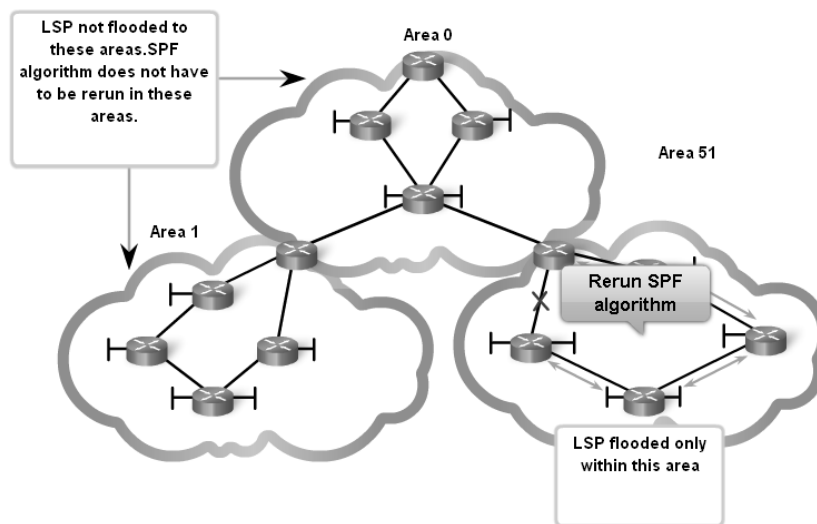 LSP not flooded to
these areas.SPF
algorithm does not have
to be rerun in these
areas.
Area 0
Area 51
Area 1
Rerun SPF
algorithm
LSP flooded only
within this area